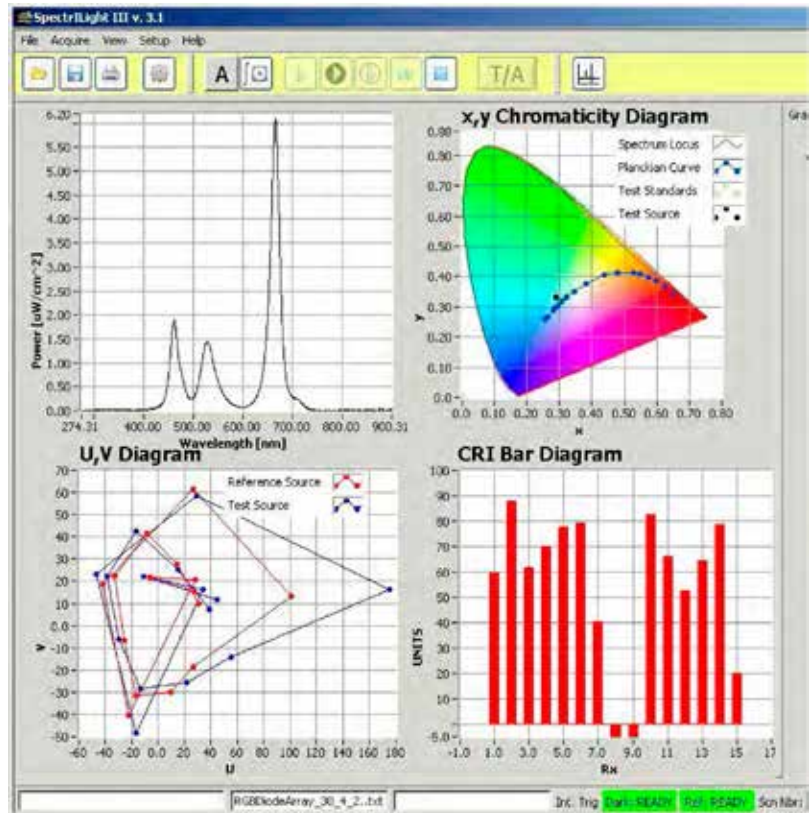 SpectrILight III v. 3.1
File Acquire View Setup Help
A
T/A
6.20
5.00
4.00
3.00
2.00
1.50
1.00
0.50
0.00
274.31 400.00 500.00 600.00 700.00 800.00 900.31
Power [uW/cm^2]
Wavelength [nm]
x,y Chromaticity Diagram
Spectrum Locus
Planckian Curve
Test Standards
Test Source
0.88
0.80
0.70
0.60
0.50
0.40
0.30
0.20
0.10
0.0
0.0 0.10 0.20 0.30 0.40 0.50 0.60 0.70 0.80
y
x
Gra
U,V Diagram
Reference Source
Test Source
70
60
50
40
30
20
10
-0.0
-10
-20
-30
-40
-50
-60 -40 -20 0.0 20 40 60 80 100 120 140 160 180
V
U
CRI Bar Diagram
100
90
80
70
60
50
40
30
20
10
-5.0
-1.0 1.0 3.0 5.0 7.0 9.0 11 13 15 17
UNITS
Rx
RGBDiodeArray_30_4_2..txt
Int. Trig Dark: READY Ref: READY Scn Nbr: